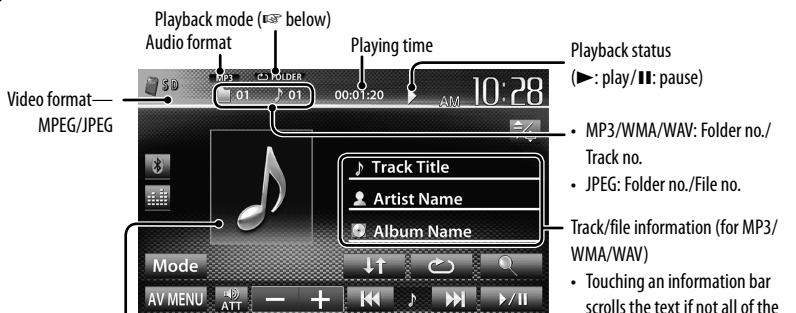 Playback mode (☞ below)
Audio format
Playing time
Playback status
(►: play/❚❚: pause)
Video format—
MPEG/JPEG
SD
MP3
FOLDER
01 01
00:01:20
AM 10:28
• MP3/WMA/WAV: Folder no./
Track no.
• JPEG: Folder no./File no.
Track Title
Artist Name
Album Name
Track/file information (for MP3/
WMA/WAV)
• Touching an information bar
scrolls the text if not all of the
Mode
AV MENU
ATT